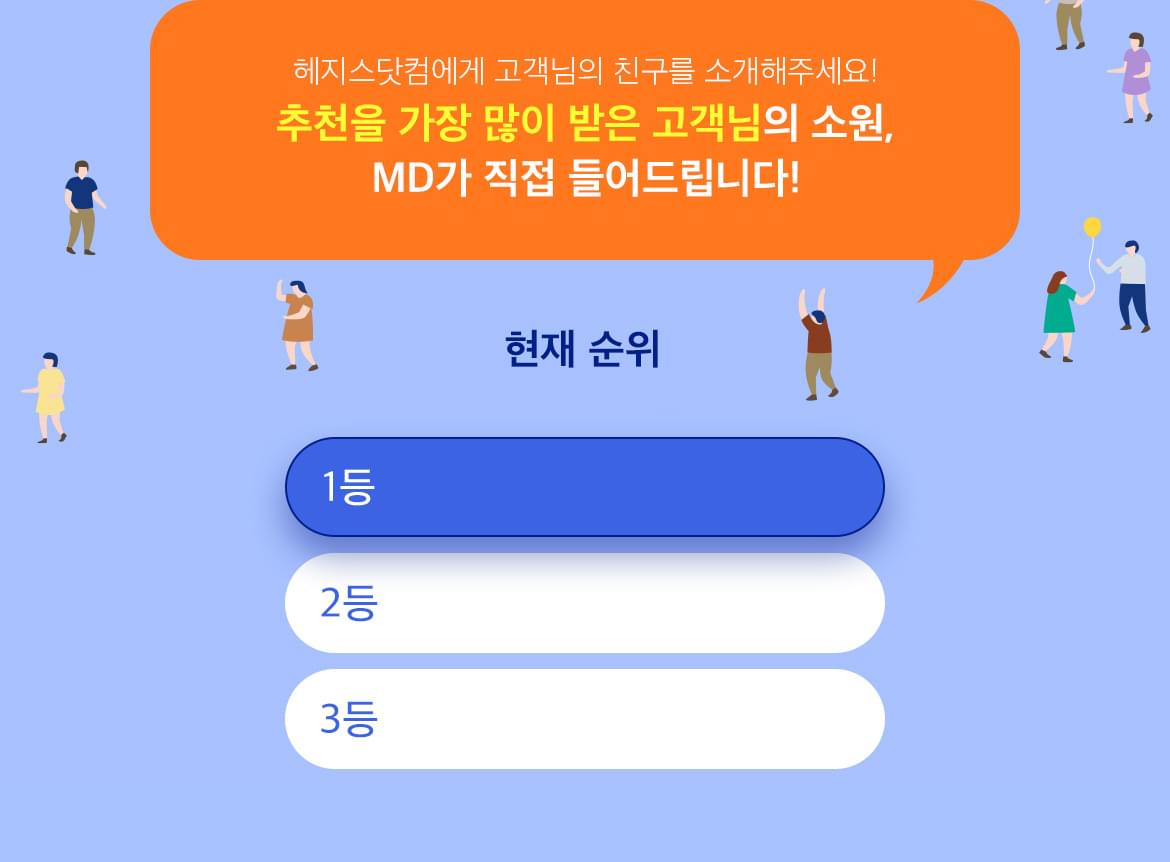 헤지스닷컴에게 고객님의 친구를 소개해주세요!
추천을 가장 많이 받은 고객님의 소원,
MD가 직접 들어드립니다!
현재 순위
1등
2등
3등